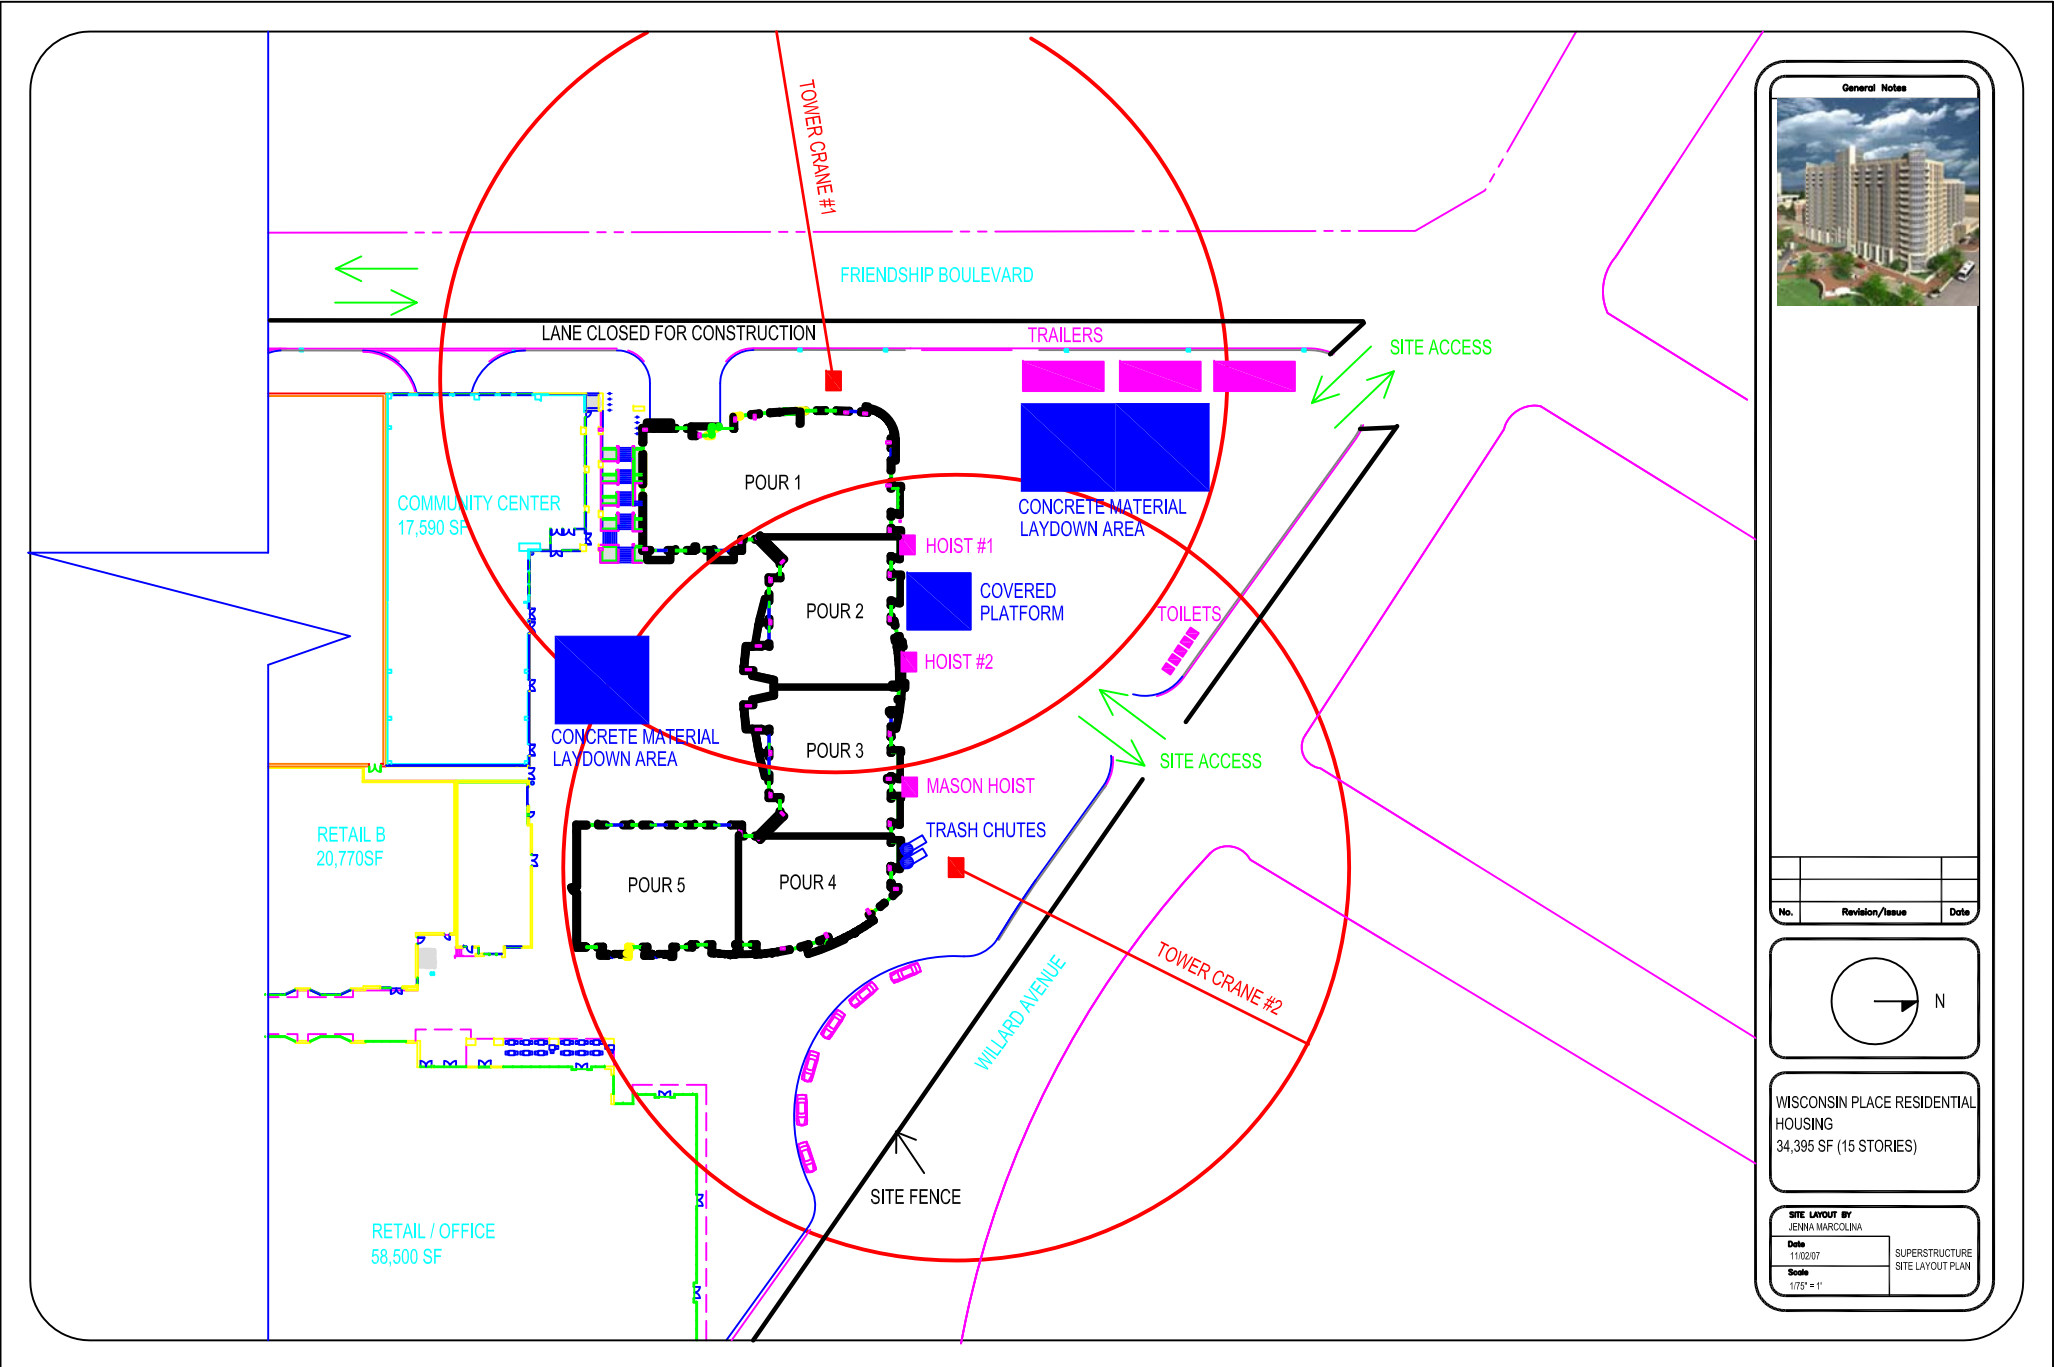 General Notes
TOWER CRANE #1
FRIENDSHIP BOULEVARD
LANE CLOSED FOR CONSTRUCTION
TRAILERS
SITE ACCESS
POUR 1
COMMUNITY CENTER
17,590 SF
CONCRETE MATERIAL
LAYDOWN AREA
HOIST #1
COVERED
PLATFORM
POUR 2
TOILETS
HOIST #2
CONCRETE MATERIAL
LAYDOWN AREA
POUR 3
SITE ACCESS
MASON HOIST
RETAIL B
20,770SF
TRASH CHUTES
POUR 5
POUR 4
TOWER CRANE #2
WILLARD AVENUE
SITE FENCE
RETAIL / OFFICE
58,500 SF
No.
Revision/Issue
Date
N
WISCONSIN PLACE RESIDENTIAL
HOUSING
34,395 SF (15 STORIES)
SITE LAYOUT BY
JENNA MARCOLINA
Date
11/02/07
Scale
1/75" = 1'
SUPERSTRUCTURE
SITE LAYOUT PLAN